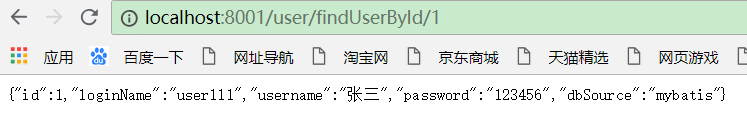 localhost:8001/user/findUserById/1
应用 百度一下 网址导航 淘宝网 京东商城 天猫精选 网页游戏
{"id":1,"loginName":"user111","username":"张三","password":"123456","dbSource":"mybatis"}